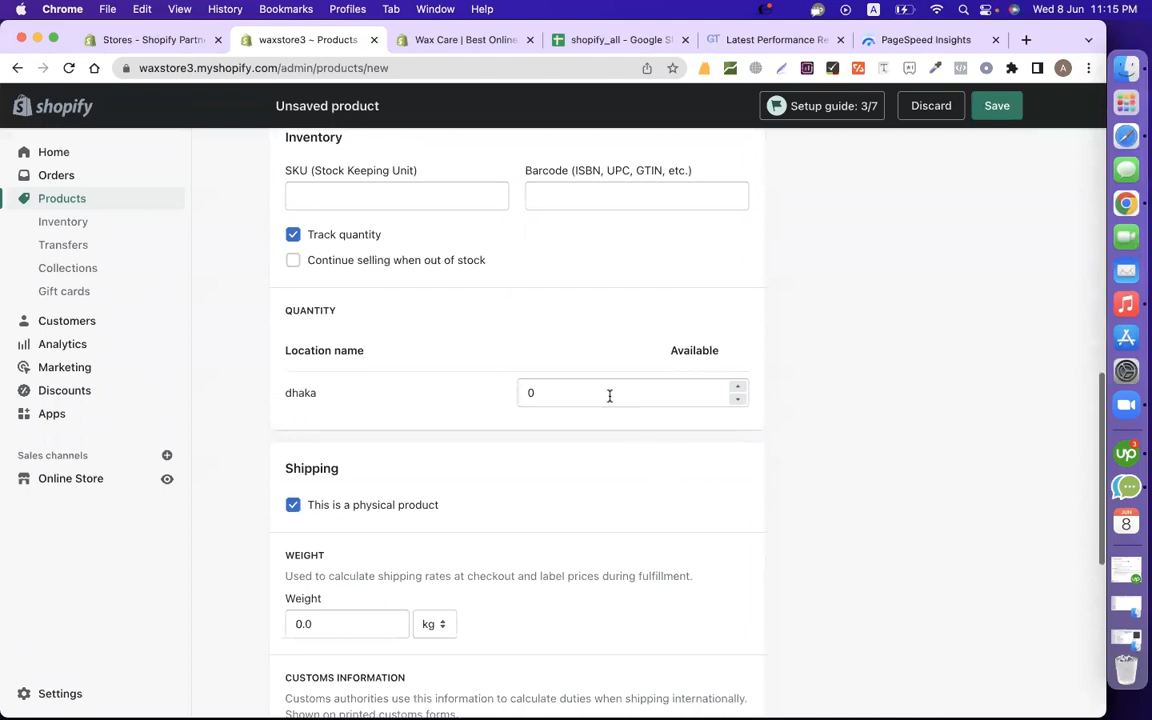 Chrome File Edit View History Bookmarks Profiles Tab Window Help A Wed 8 Jun 11:15 PM
Stores - Shopify Partn waxstore3 ~ Products Wax Care | Best Online shopify_all - Google S GT Latest Performance Re PageSpeed Insights
waxstore3.myshopify.com/admin/products/new A
shopify Unsaved product Setup guide: 3/7 Discard Save
Home
Orders
Products
Inventory
Transfers
Collections
Gift cards
Customers
Analytics
Marketing
Discounts
Apps
Sales channels
Online Store
Settings
Inventory
SKU (Stock Keeping Unit) Barcode (ISBN, UPC, GTIN, etc.)
Track quantity
Continue selling when out of stock
QUANTITY
Location name Available
dhaka 0
Shipping
This is a physical product
WEIGHT
Used to calculate shipping rates at checkout and label prices during fulfillment.
Weight
0.0 kg
CUSTOMS INFORMATION
Customs authorities use this information to calculate duties when shipping internationally.
Shown on printed customs forms.
up 3
JUN
8